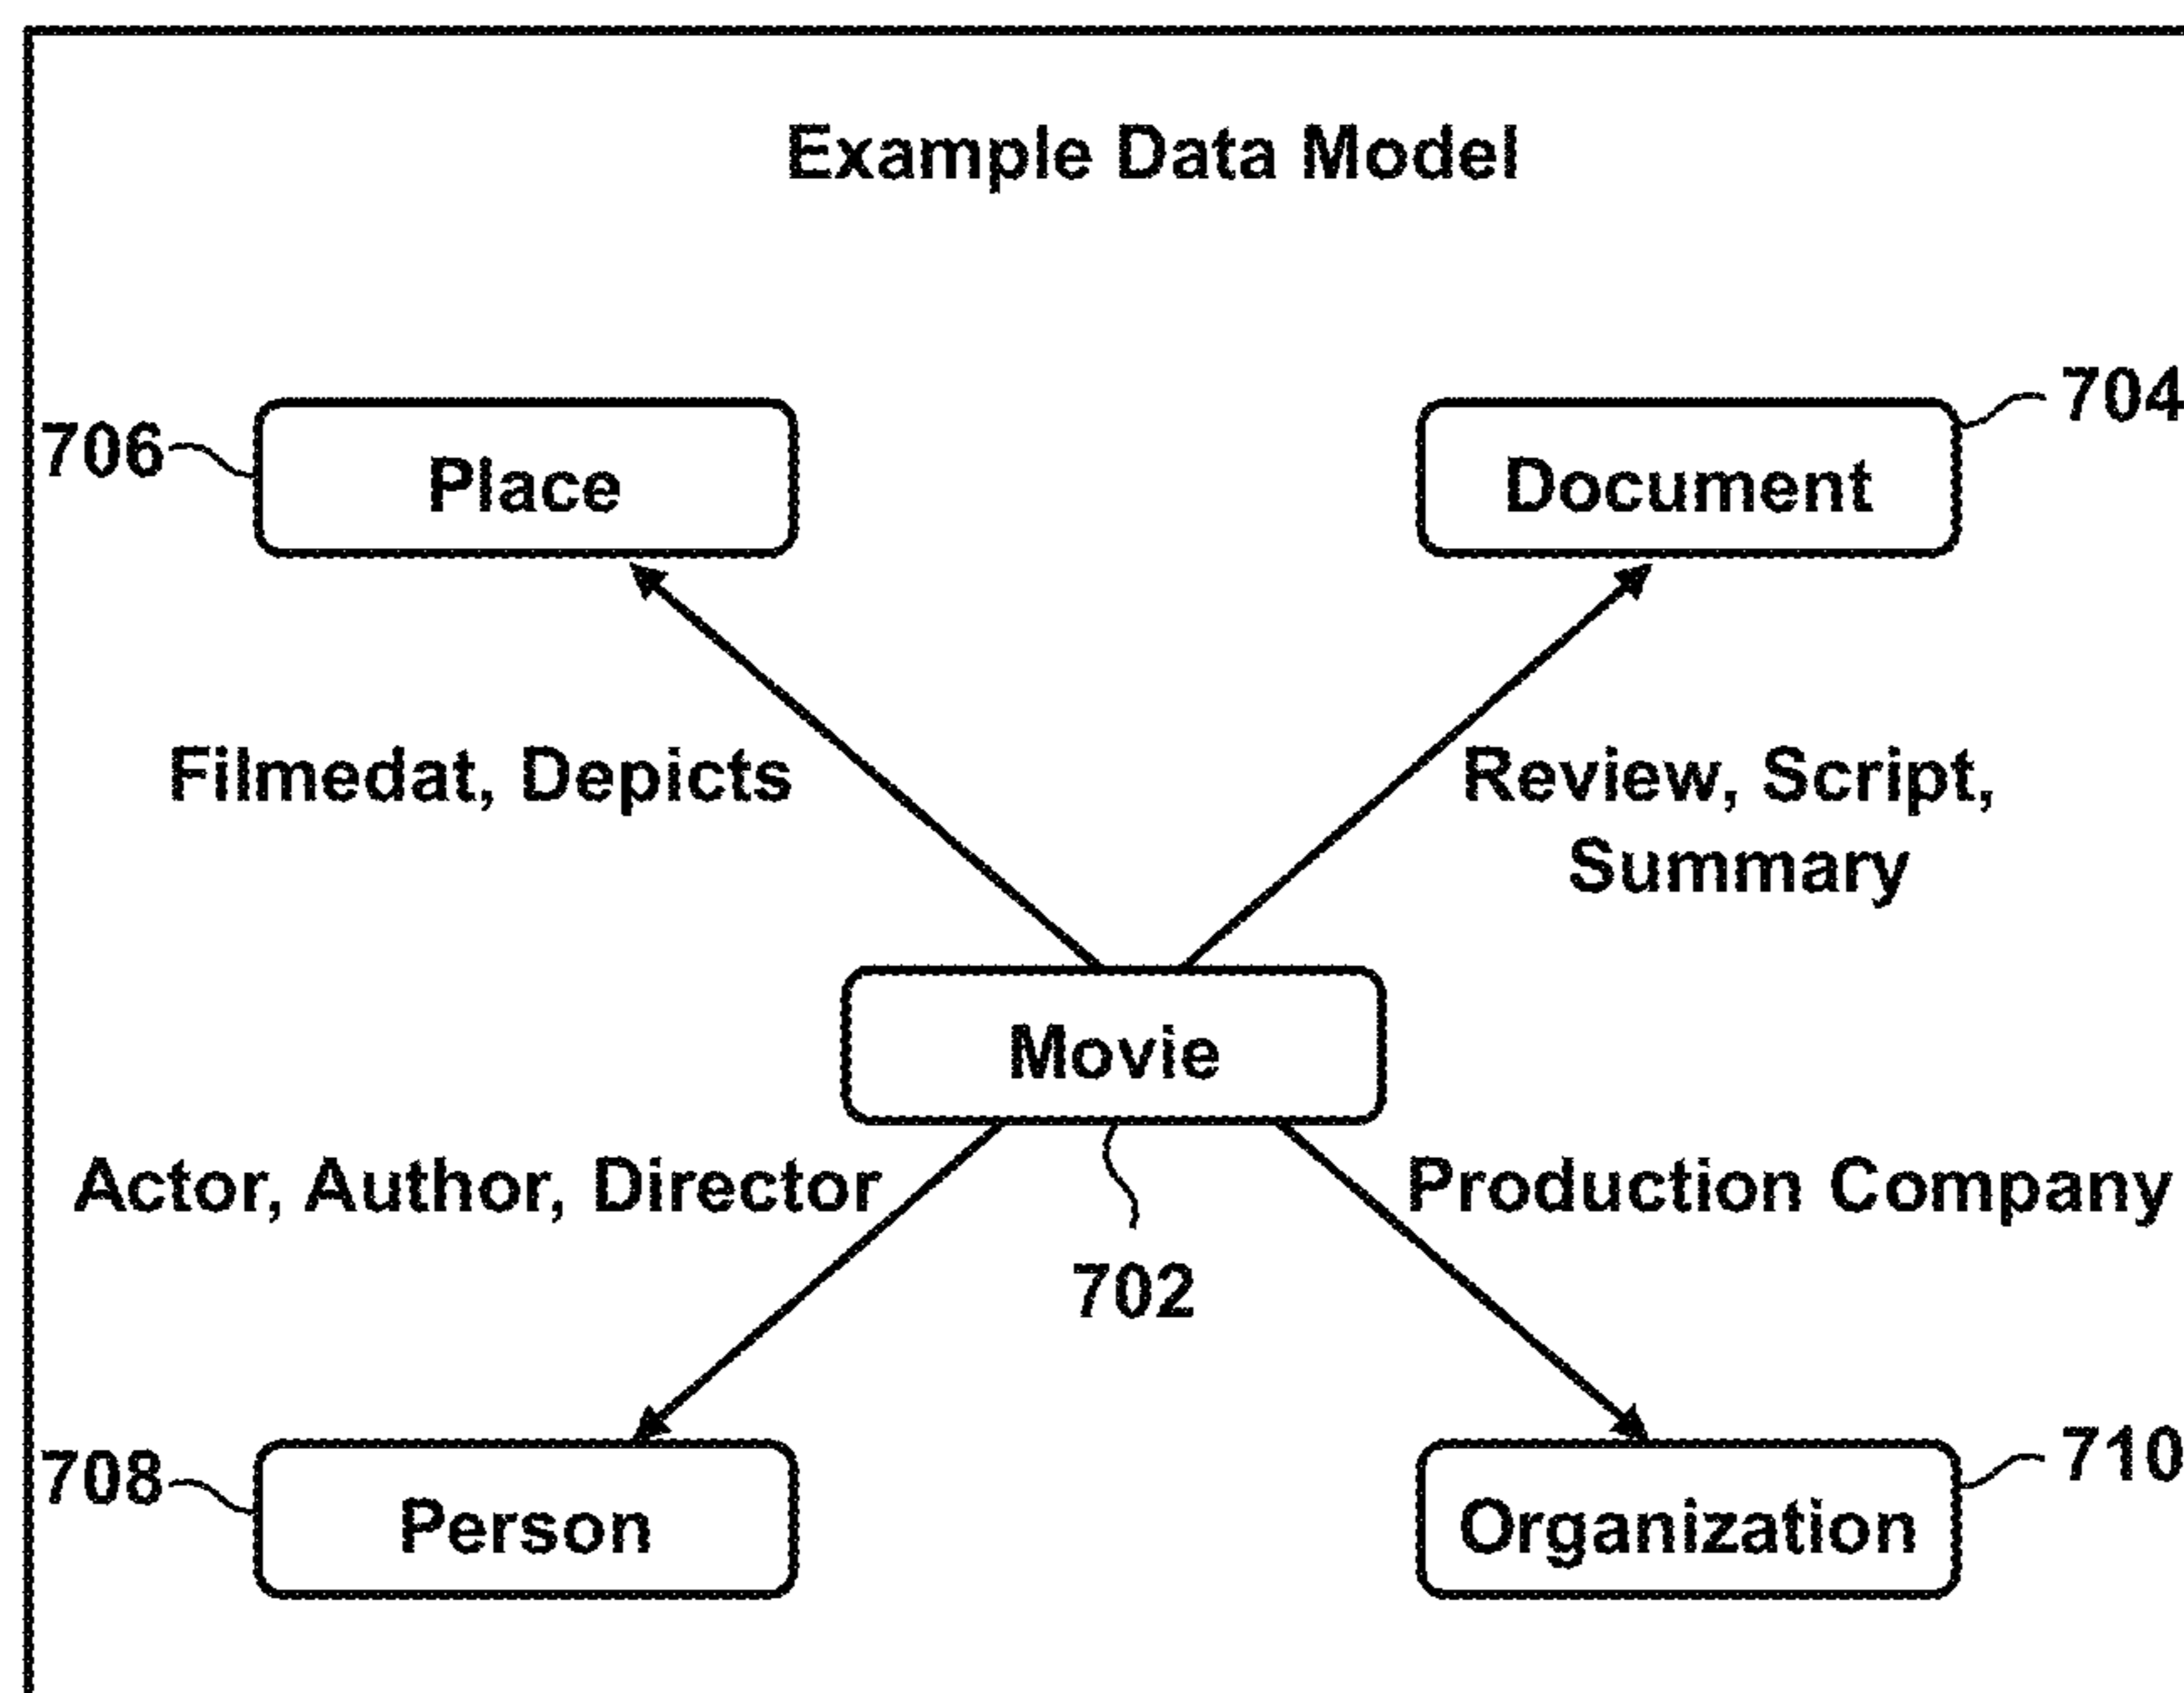 Example Data Model
704
706
Place
Document
Filmedat, Depicts
Review, Script,
Summary
Movie
Actor, Author, Director
Production Company
702
708
710
Person
Organization